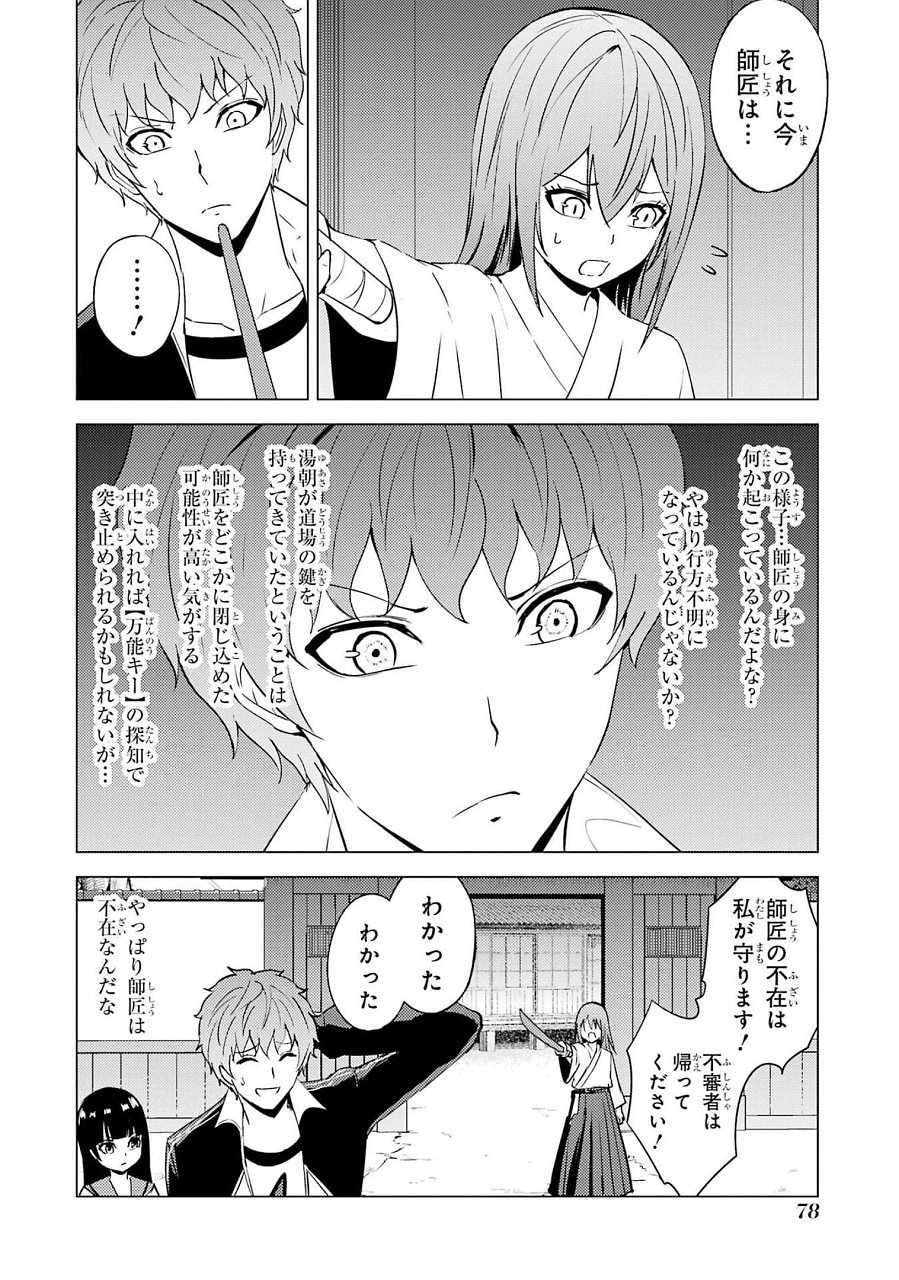 それに今
師匠は…
……！
この様子…師匠の身に
何か起こっているんだよな？
やはり行方不明に
なっているんじゃないか？
湯朝が道場の鍵を
持ってきていたということは
師匠をどこかに閉じ込めた
可能性が高い気がする
中に入れれば【万能キー】の探知で
突き止められるかもしれないが…
師匠の不在は
私が守ります！
不審者は
帰って
ください！
わかった
わかった
やっぱり師匠は
不在なんだな
78